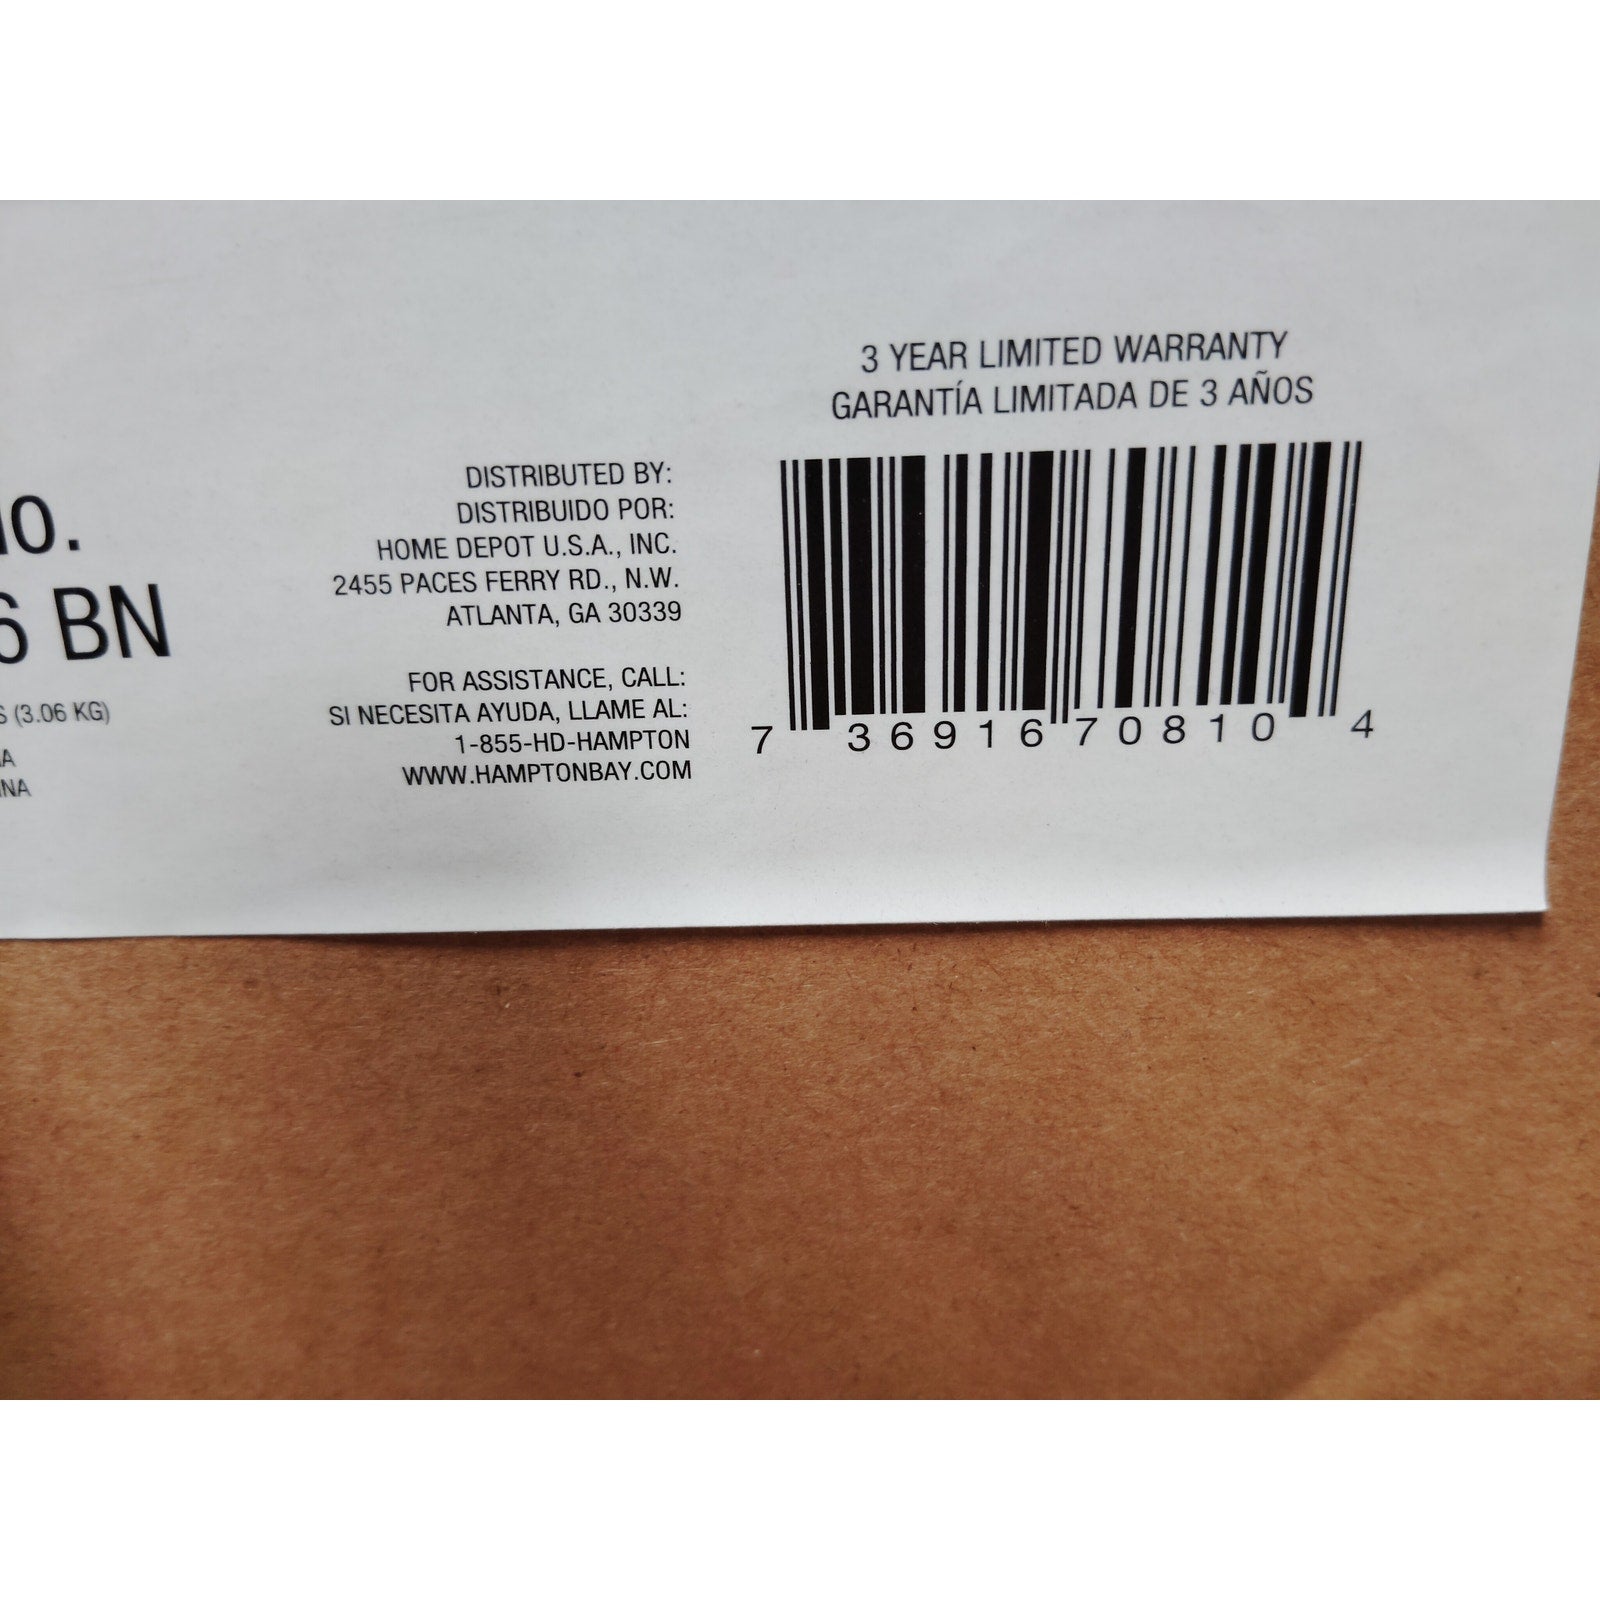 3 YEAR LIMITED WARRANTY
GARANTÍA LIMITADA DE 3 AÑOS
DISTRIBUTED BY:
DISTRIBUIDO POR:
HOME DEPOT U.S.A., INC.
2455 PACES FERRY RD., N.W.
ATLANTA, GA 30339
FOR ASSISTANCE, CALL:
SI NECESITA AYUDA, LLAME AL:
1-855-HD-HAMPTON
WWW.HAMPTONBAY.COM
7 36916 70810 4
6 BN
(3.06 KG)